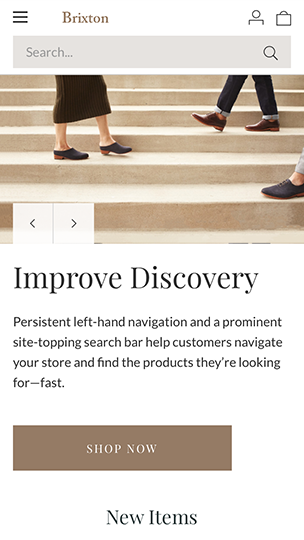 Brixton
Search...
Improve Discovery
Persistent left-hand navigation and a prominent
site-topping search bar help customers navigate
your store and find the products they’re looking
for—fast.
SHOP NOW
New Items